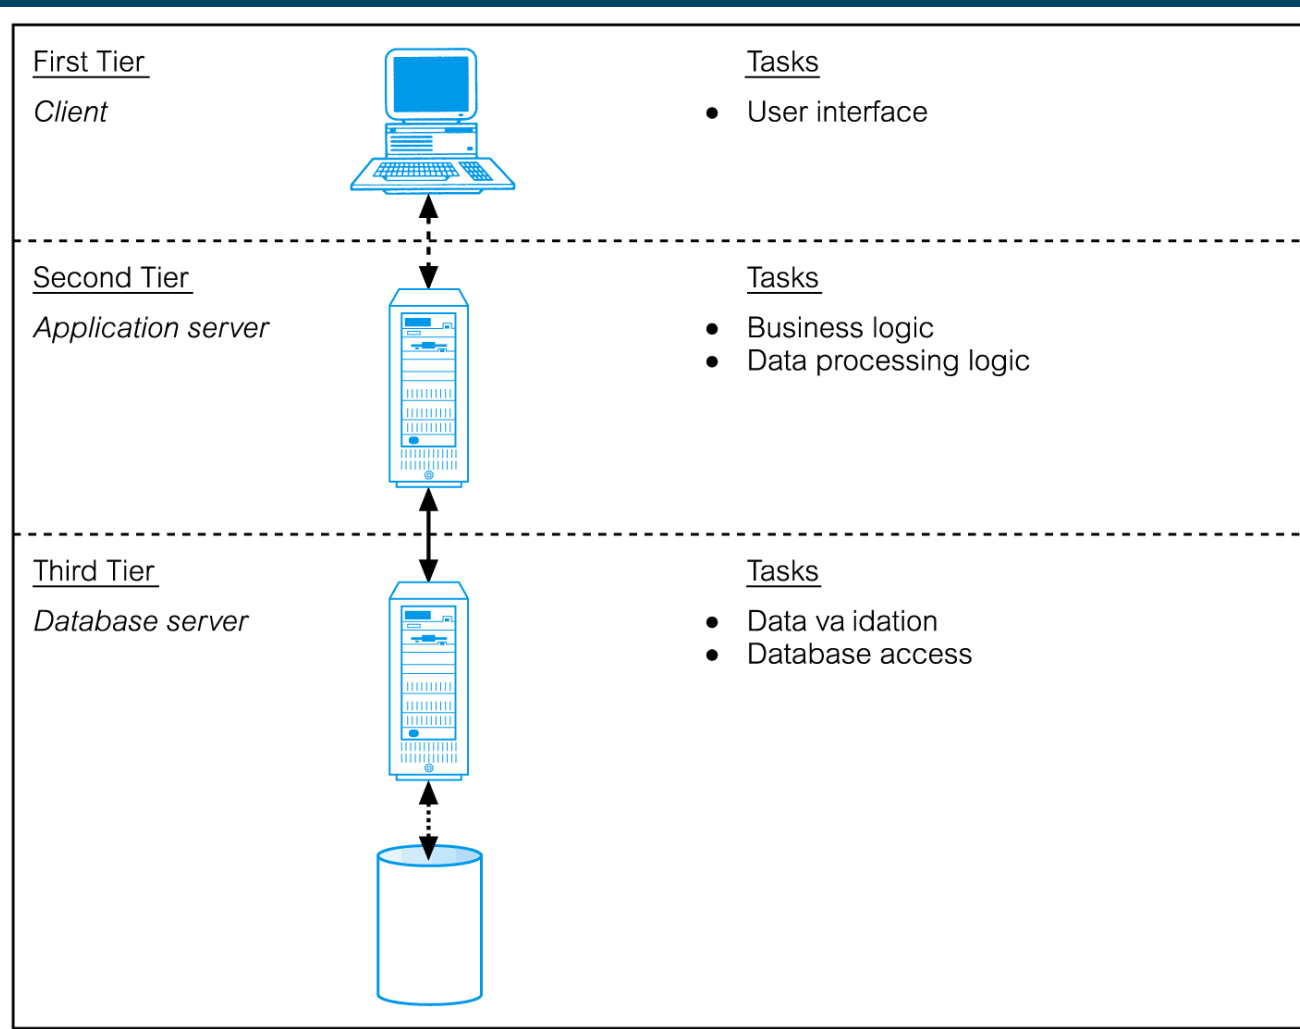 First Tier
Tasks
Client
● User interface
Second Tier
Tasks
Application server
● Business logic
● Data processing logic
Third Tier
Tasks
Database server
● Data va idation
● Database access